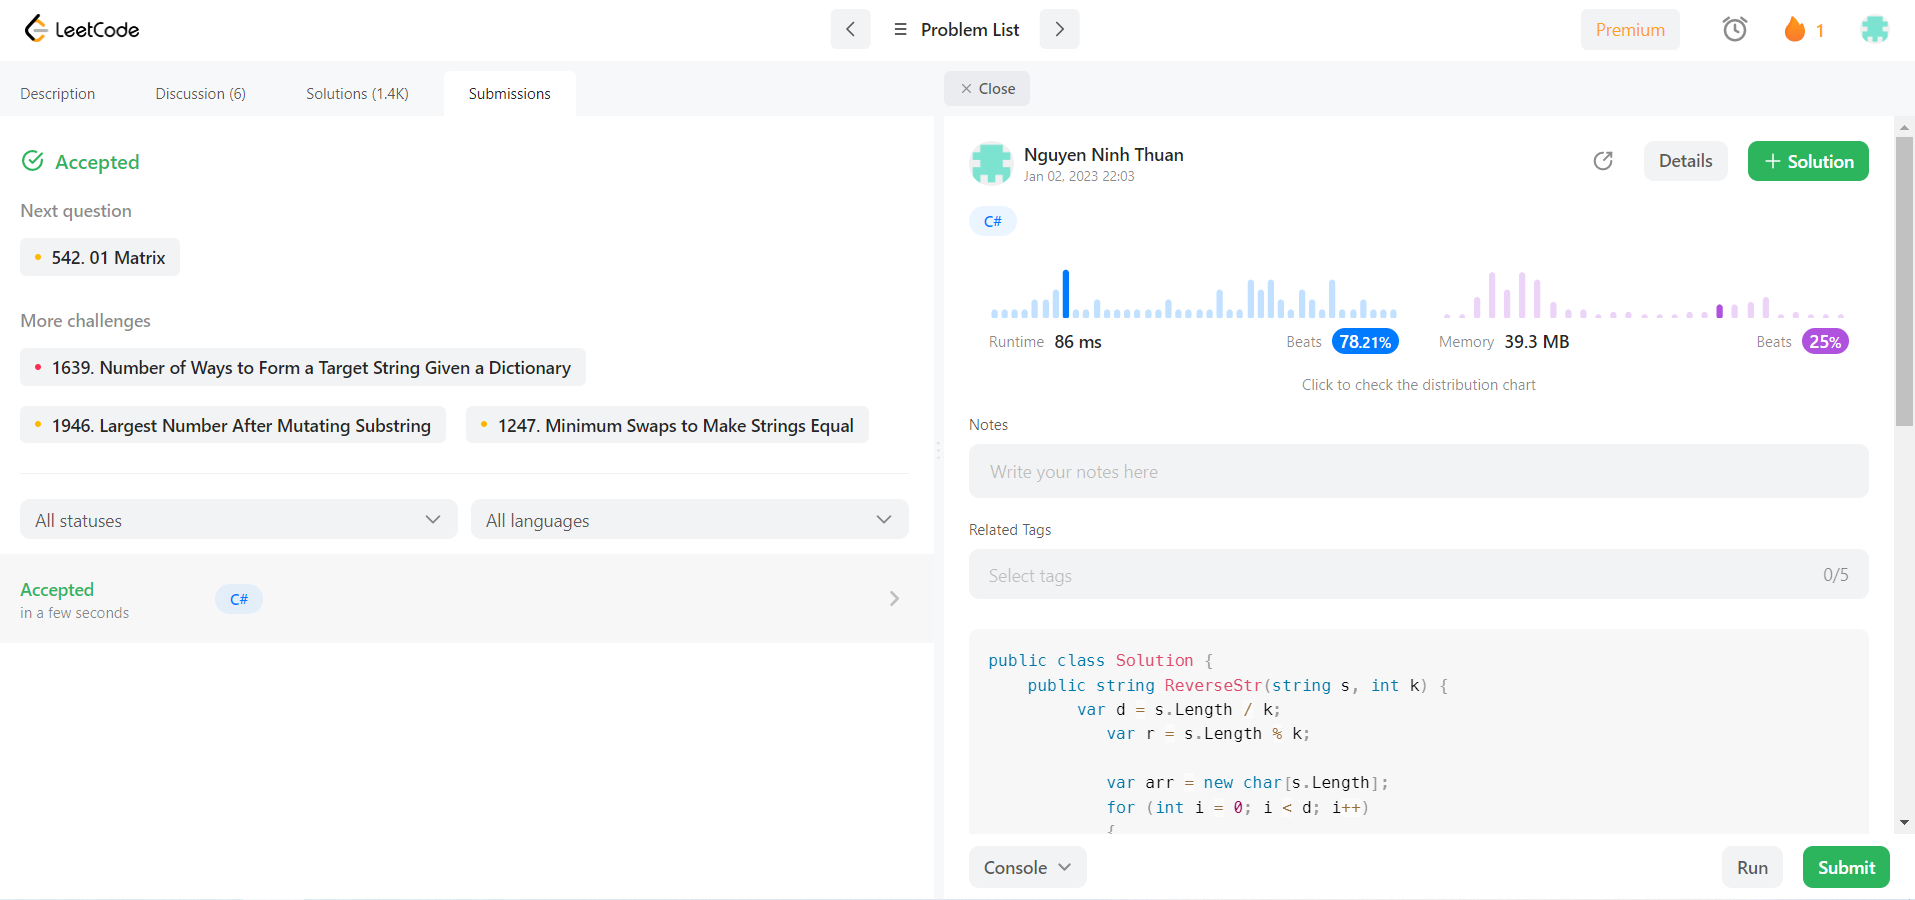 LeetCode
Problem List
Premium
1
Description
Discussion (6)
Solutions (1.4K)
Submissions
Close
Accepted
Next question
542. 01 Matrix
More challenges
1639. Number of Ways to Form a Target String Given a Dictionary
1946. Largest Number After Mutating Substring
1247. Minimum Swaps to Make Strings Equal
All statuses
All languages
Accepted
in a few seconds
C#
Nguyen Ninh Thuan
Jan 02, 2023 22:03
Details
+ Solution
C#
Runtime 86 ms
Beats 78.21%
Memory 39.3 MB
Beats 25%
Click to check the distribution chart
Notes
Write your notes here
Related Tags
Select tags
0/5
public class Solution {
public string ReverseStr(string s, int k) {
var d = s.Length / k;
var r = s.Length % k;
var arr = new char[s.Length];
for (int i = 0; i < d; i++)
{
Console
Run
Submit